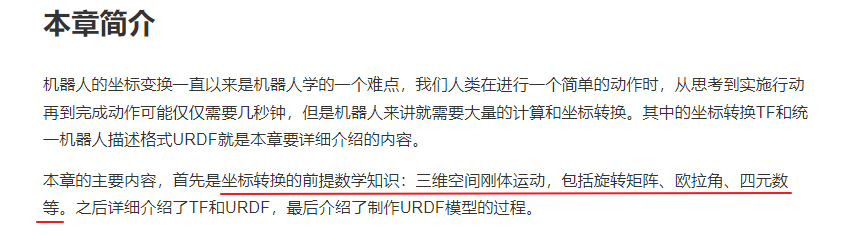 本章简介
机器人的坐标变换一直以来是机器人学的一个难点，我们人类在进行一个简单的动作时，从思考到实施行动
再到完成动作可能仅仅需要几秒钟，但是机器人来讲就需要大量的计算和坐标转换。其中的坐标转换TF和统
一机器人描述格式URDF就是本章要详细介绍的内容。
本章的主要内容，首先是坐标转换的前提数学知识：三维空间刚体运动，包括旋转矩阵、欧拉角、四元数
等。之后详细介绍了TF和URDF，最后介绍了制作URDF模型的过程。